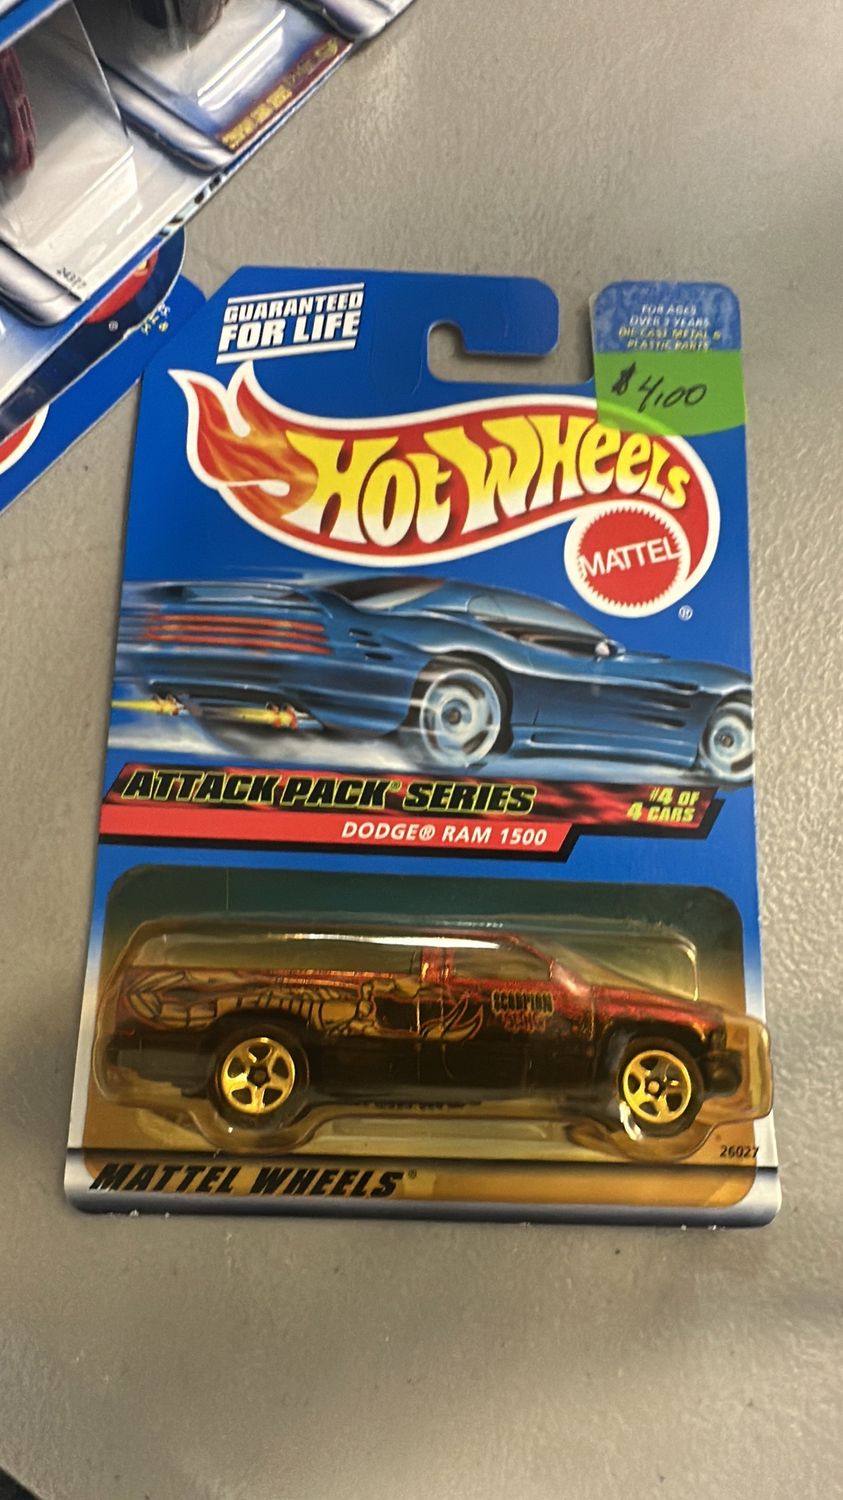 24377
GUARANTEED
FOR LIFE
FOR AGES
OVER 3 YEARS
DIE CAST METAL &
PLASTIC PARTS
$4.00
HOT WHEELS
MATTEL
®
ATTACK PACK® SERIES
#4 OF
4 CARS
DODGE® RAM 1500
SCORPION
26027
MATTEL WHEELS®